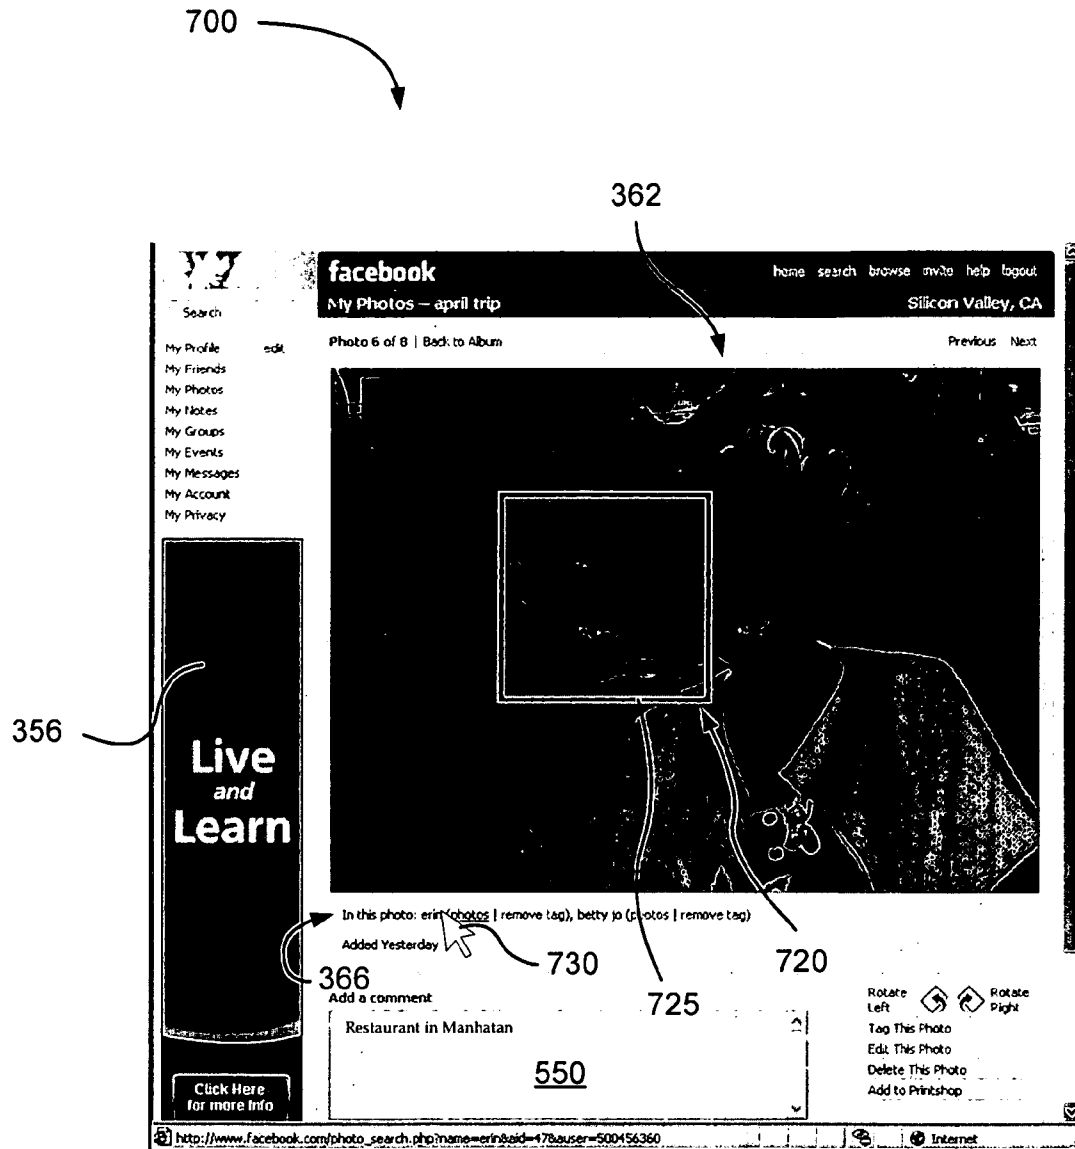 700
362
facebook
home search browse invite help logout
My Photos – april trip
Silicon Valley, CA
Search
Photo 6 of 8 | Back to Album
Previous Next
My Profile edit
My Friends
My Photos
My Notes
My Groups
My Events
My Messages
My Account
My Privacy
356
Live
and
Learn
In this photo: erin (photos | remove tag), betty jo (photos | remove tag)
Added Yesterday
730
720
366
725
Add a comment
Restaurant in Manhatan
550
Rotate Left
Rotate Right
Tag This Photo
Edit This Photo
Delete This Photo
Add to Printshop
Click Here
for more Info
http://www.facebook.com/photo_search.php?name=erin&aid=47&auser=500456360
Internet